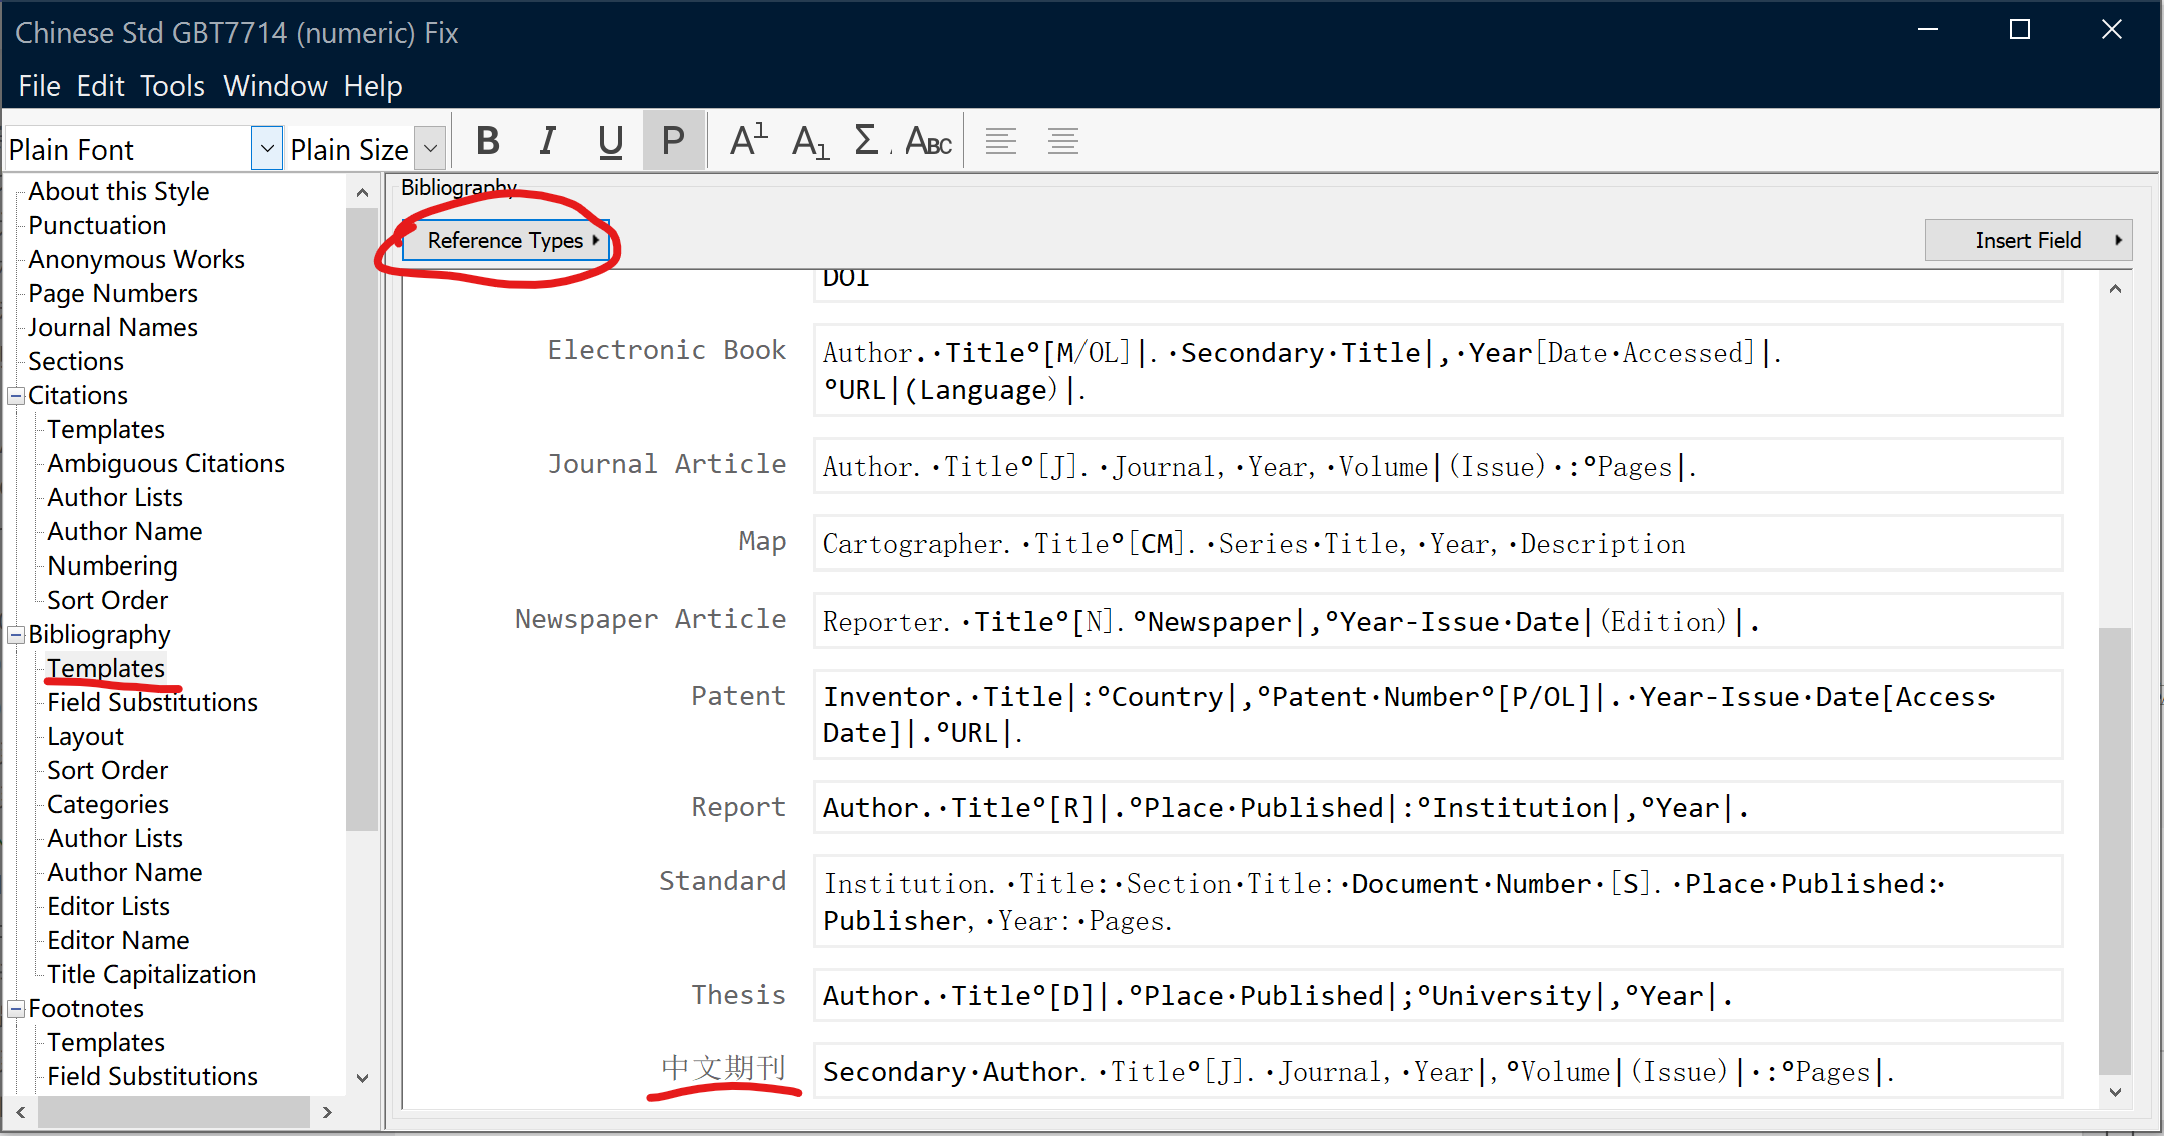 Chinese Std GBT7714 (numeric) Fix
File Edit Tools Window Help
Plain Font Plain Size B I U P A1 A1 Σ ABC
About this Style
Punctuation
Anonymous Works
Page Numbers
Journal Names
Sections
Citations
Templates
Ambiguous Citations
Author Lists
Author Name
Numbering
Sort Order
Bibliography
Templates
Field Substitutions
Layout
Sort Order
Categories
Author Lists
Author Name
Editor Lists
Editor Name
Title Capitalization
Footnotes
Templates
Field Substitutions
Bibliography
Reference Types
Insert Field
DOI
Electronic Book
Author.·Title°[M/OL]|.·Secondary·Title|,·Year[Date·Accessed]|.
°URL|(Language)|.
Journal Article
Author.·Title°[J].·Journal,·Year,·Volume|(Issue)·:°Pages|.
Map
Cartographer.·Title°[CM].·Series·Title,·Year,·Description
Newspaper Article
Reporter.·Title°[N].°Newspaper|,°Year-Issue·Date|(Edition)|.
Patent
Inventor.·Title|:°Country|,°Patent·Number°[P/OL]|.·Year-Issue·Date[Access·
Date]|.°URL|.
Report
Author.·Title°[R]|.°Place·Published|:°Institution|,°Year|.
Standard
Institution.·Title:·Section·Title:·Document·Number·[S].·Place·Published:·
Publisher,·Year:·Pages.
Thesis
Author.·Title°[D]|.°Place·Published|;°University|,°Year|.
中文期刊
Secondary·Author.·Title°[J].·Journal,·Year|,°Volume|(Issue)|·:°Pages|.